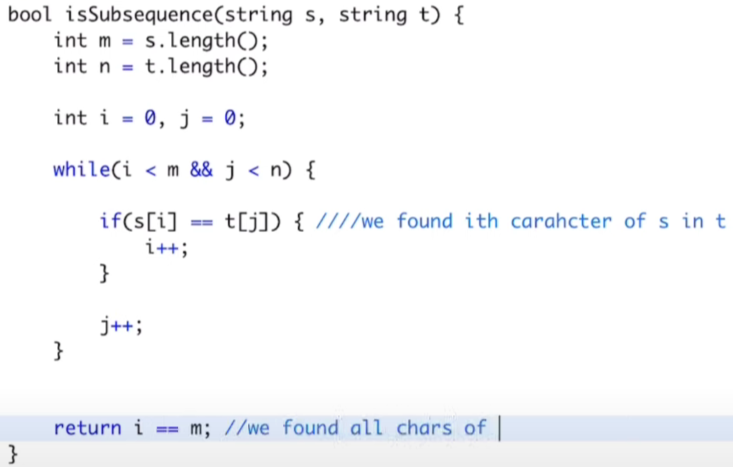 bool isSubsequence(string s, string t) {
int m = s.length();
int n = t.length();
int i = 0, j = 0;
while(i < m && j < n) {
if(s[i] == t[j]) { ////we found ith carahcter of s in t
i++;
}
j++;
}
return i == m; //we found all chars of
}